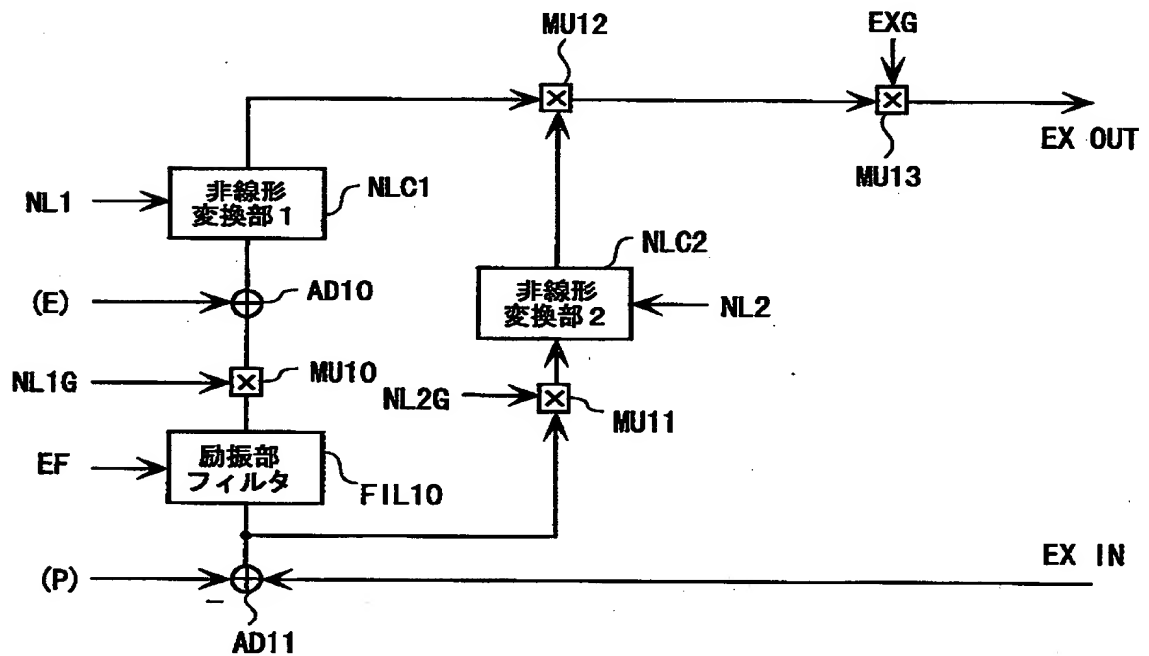 MU12
EXG
EX OUT
MU13
NL1
非線形
変換部1
NLC1
NLC2
(E)
AD10
非線形
変換部2
NL2
NL1G
MU10
NL2G
MU11
EF
励振部
フィルタ
FIL10
EX IN
(P)
−
AD11